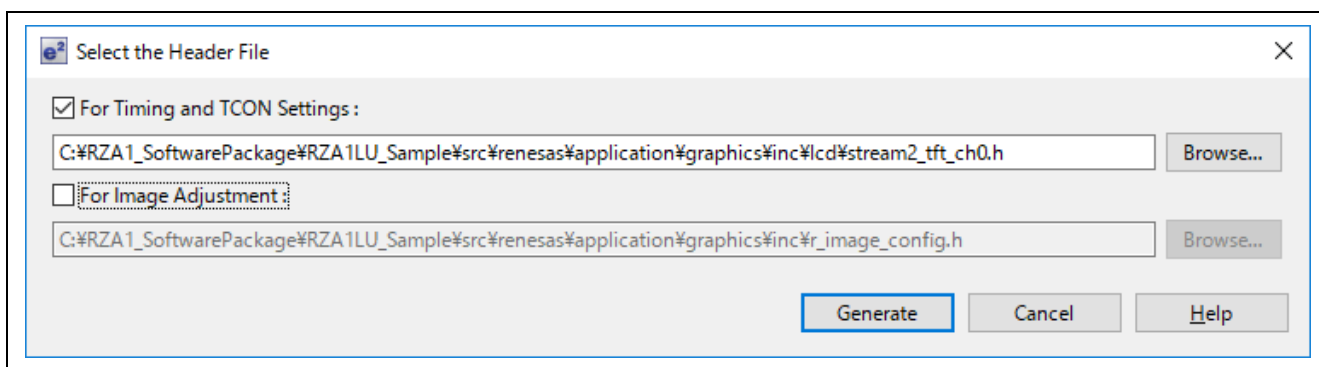 e² Select the Header File
For Timing and TCON Settings :
C:¥RZA1_SoftwarePackage¥RZA1LU_Sample¥src¥renesas¥application¥graphics¥inc¥lcd¥stream2_tft_ch0.h Browse...
For Image Adjustment :
C:¥RZA1_SoftwarePackage¥RZA1LU_Sample¥src¥renesas¥application¥graphics¥inc¥r_image_config.h Browse...
Generate Cancel Help